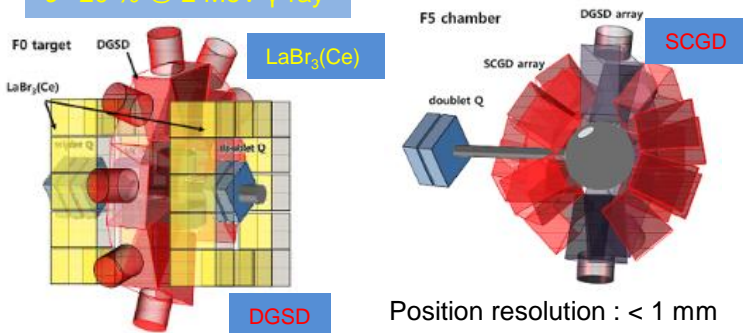 F0 target
DGSD
LaBr₃(Ce)
LaBr₃(Ce)
doublet Q
DGSD
F5 chamber
DGSD array
SCGD
SCGD array
doublet Q
Position resolution : < 1 mm